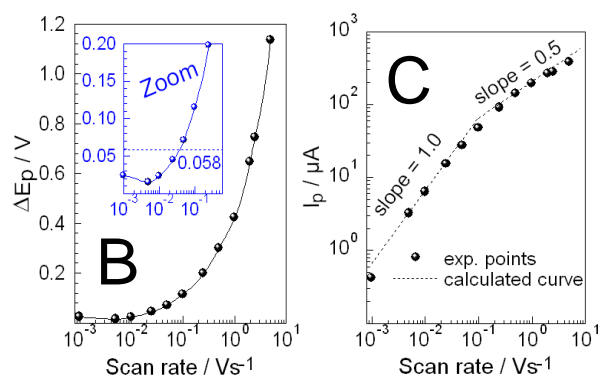 B
ΔEp / V
1.2
1.0
0.8
0.6
0.4
0.2
10⁻³ 10⁻² 10⁻¹ 10⁰ 10¹
Scan rate / Vs⁻¹
Zoom
0.20
0.15
0.10
0.05
0.058
10⁻³ 10⁻² 10⁻¹
C
Ip / μA
10³
10²
10¹
10⁰
slope = 1.0
slope = 0.5
exp. points
calculated curve
10⁻³ 10⁻² 10⁻¹ 10⁰ 10¹
Scan rate / Vs⁻¹